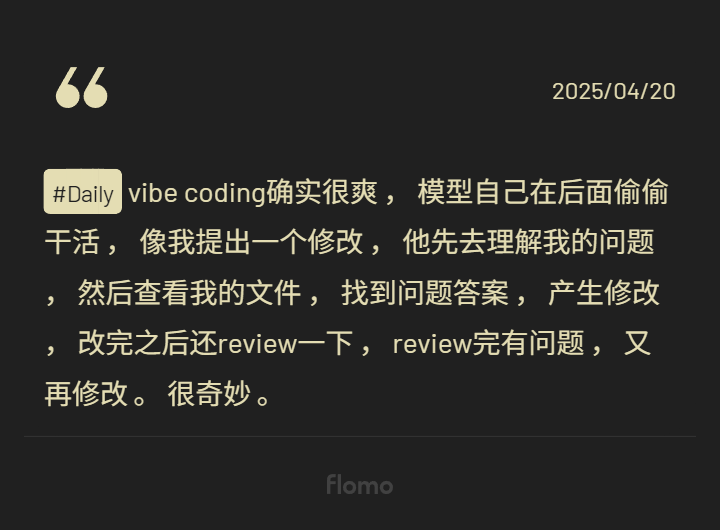 2025/04/20
#Daily vibe coding确实很爽，模型自己在后面偷偷
干活，像我提出一个修改，他先去理解我的问题
，然后查看我的文件，找到问题答案，产生修改
，改完之后还review一下，review完有问题，又
再修改。很奇妙。
flomo